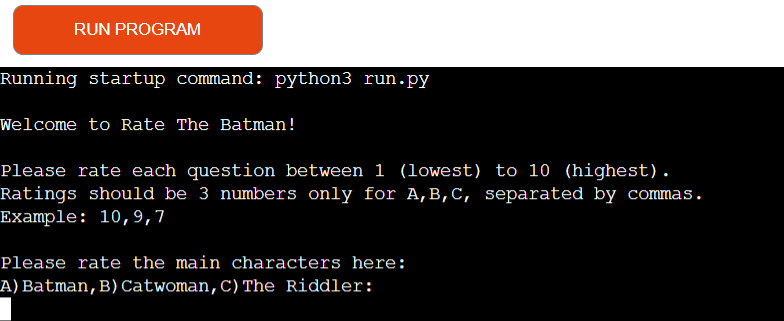 RUN PROGRAM
Running startup command: python3 run.py
Welcome to Rate The Batman!
Please rate each question between 1 (lowest) to 10 (highest).
Ratings should be 3 numbers only for A,B,C, separated by commas.
Example: 10,9,7
Please rate the main characters here:
A)Batman,B)Catwoman,C)The Riddler: